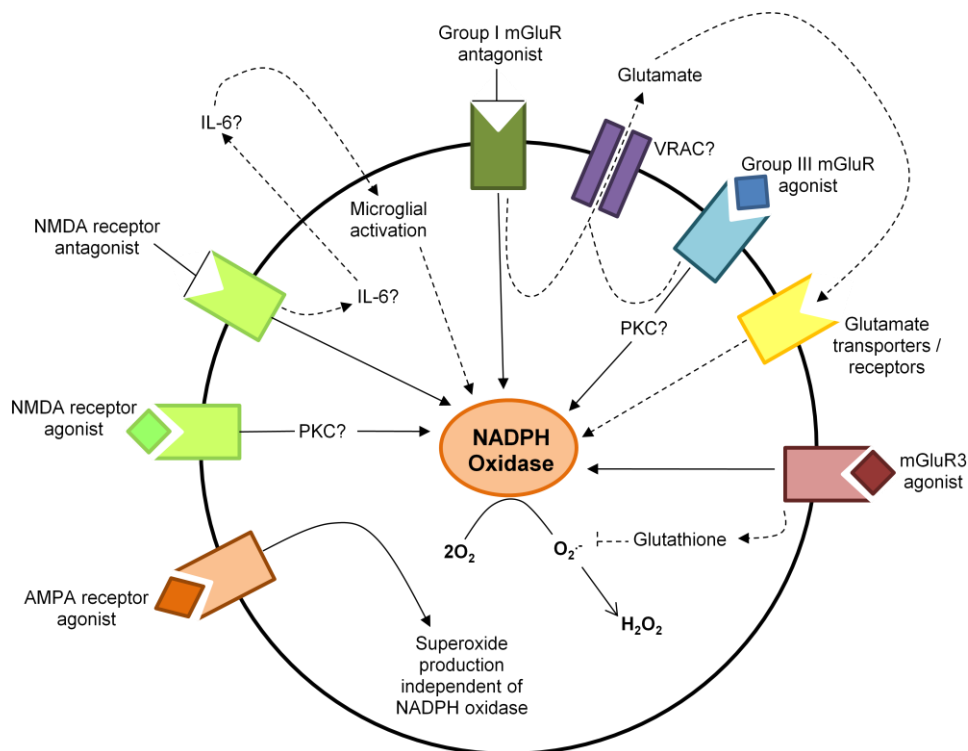 Group I mGluR
antagonist
Glutamate
IL-6?
VRAC?
Group III mGluR
agonist
Microglial
activation
NMDA receptor
antagonist
IL-6?
PKC?
Glutamate
transporters /
receptors
NMDA receptor
agonist
PKC?
NADPH
Oxidase
mGluR3
agonist
2O₂
O₂·-
Glutathione
AMPA receptor
agonist
H₂O₂
Superoxide
production
independent of
NADPH oxidase